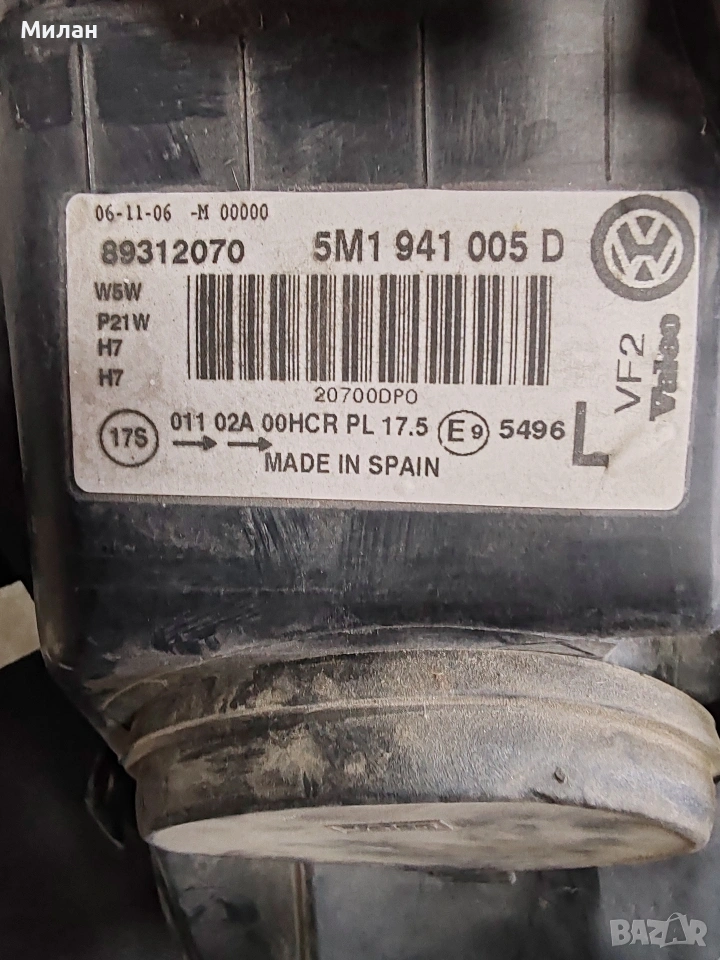 Милан
06-11-06 -M 00000
89312070 5M1 941 005 D
W5W
P21W
H7
H7
20700DP0
VF2
Valeo
17S 011 02A 00HCR PL 17.5 E9 5496 L
MADE IN SPAIN
BAZAR